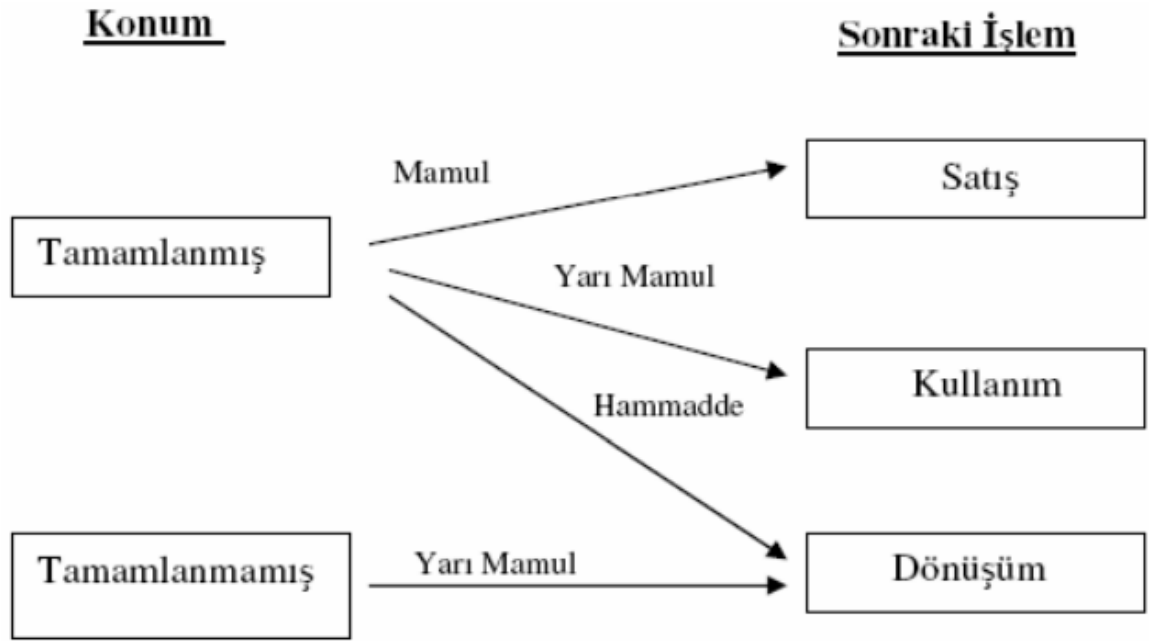 Konum
Sonraki İşlem
Mamul
Satış
Tamamlanmış
Yarı Mamul
Kullanım
Hammadde
Tamamlanmamış
Yarı Mamul
Dönüşüm